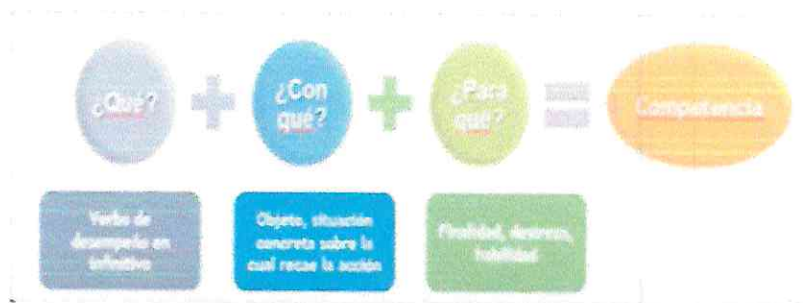 ¿Qué?
¿Con
qué?
¿Para
qué?
Competencia
Verbo de
desempeño en
infinitivo
Objeto, situación
concreta sobre la
cual recae la acción
Finalidad, destreza,
habilidad